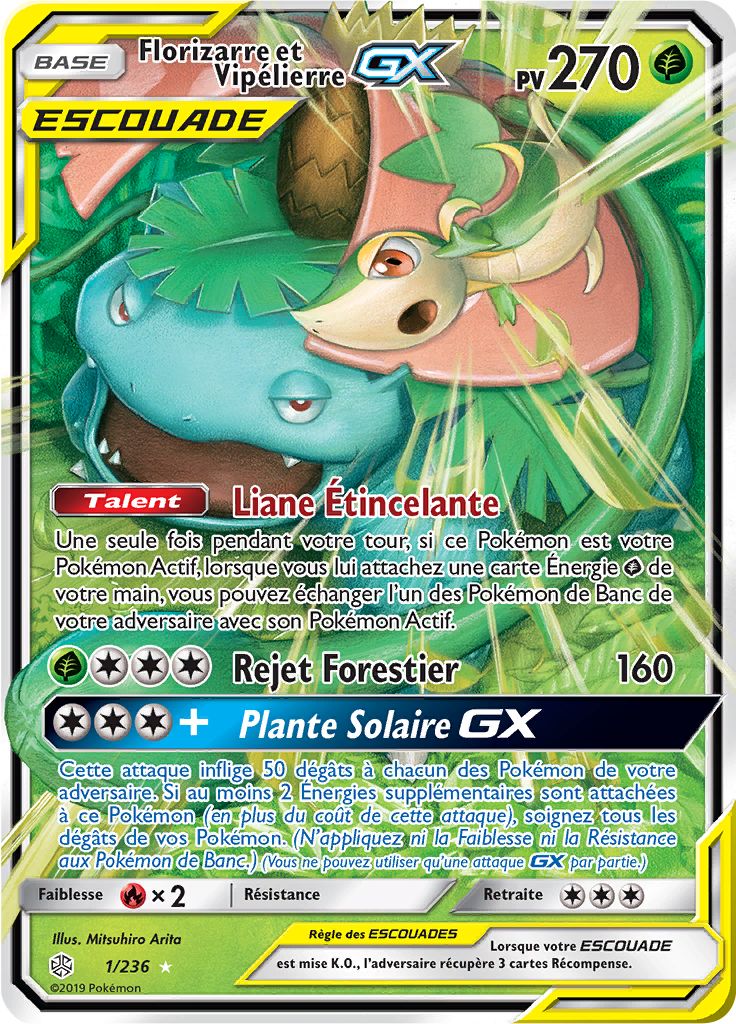 BASE
Florizarre et
Vipélierre GX
PV 270
ESCOUADE
Talent Liane Étincelante
Une seule fois pendant votre tour, si ce Pokémon est votre
Pokémon Actif, lorsque vous lui attachez une carte Énergie de
votre main, vous pouvez échanger l'un des Pokémon de Banc de
votre adversaire avec son Pokémon Actif.
Rejet Forestier 160
+ Plante Solaire GX
Cette attaque inflige 50 dégâts à chacun des Pokémon de votre
adversaire. Si au moins 2 Énergies supplémentaires sont attachées
à ce Pokémon (en plus du coût de cette attaque), soignez tous les
dégâts de vos Pokémon. (N'appliquez ni la Faiblesse ni la Résistance
aux Pokémon de Banc.) (Vous ne pouvez utiliser qu'une attaque GX par partie.)
Faiblesse ×2 Résistance Retraite
Illus. Mitsuhiro Arita
1/236
©2019 Pokémon
Règle des ESCOUADES
Lorsque votre ESCOUADE
est mise K.O., l'adversaire récupère 3 cartes Récompense.